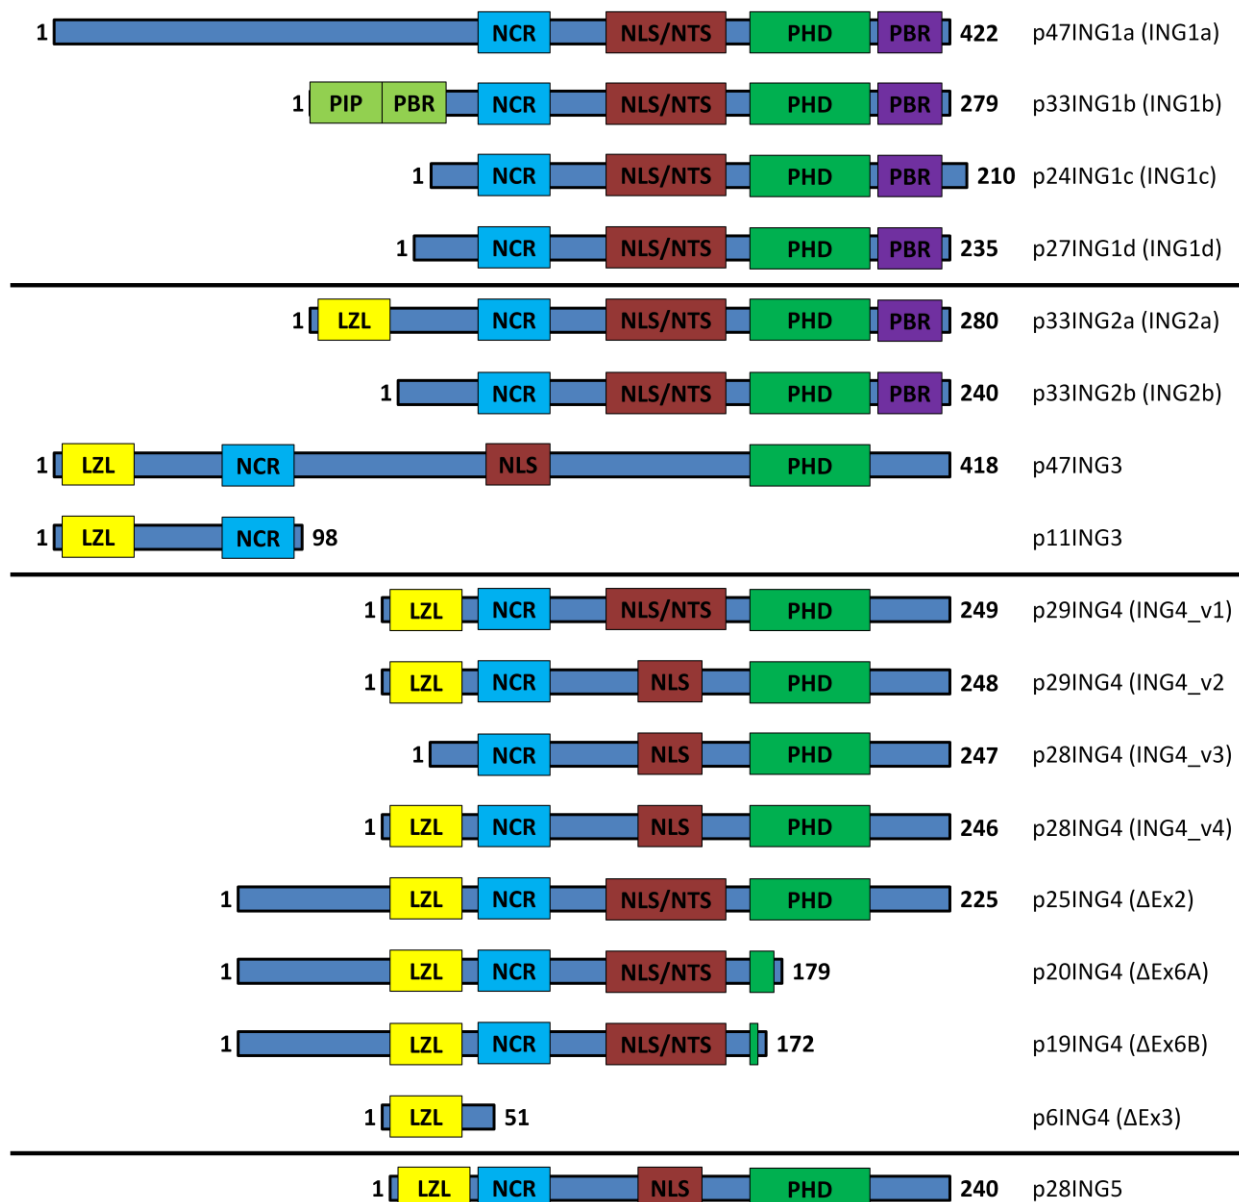 1 NCR NLS/NTS PHD PBR 422 p47ING1a (ING1a)
1 PIP PBR NCR NLS/NTS PHD PBR 279 p33ING1b (ING1b)
1 NCR NLS/NTS PHD PBR 210 p24ING1c (ING1c)
1 NCR NLS/NTS PHD PBR 235 p27ING1d (ING1d)
1 LZL NCR NLS/NTS PHD PBR 280 p33ING2a (ING2a)
1 NCR NLS/NTS PHD PBR 240 p33ING2b (ING2b)
1 LZL NCR NLS PHD 418 p47ING3
1 LZL NCR 98 p11ING3
1 LZL NCR NLS/NTS PHD 249 p29ING4 (ING4_v1)
1 LZL NCR NLS PHD 248 p29ING4 (ING4_v2
1 NCR NLS PHD 247 p28ING4 (ING4_v3)
1 LZL NCR NLS PHD 246 p28ING4 (ING4_v4)
1 LZL NCR NLS/NTS PHD 225 p25ING4 (ΔEx2)
1 LZL NCR NLS/NTS 179 p20ING4 (ΔEx6A)
1 LZL NCR NLS/NTS 172 p19ING4 (ΔEx6B)
1 LZL 51 p6ING4 (ΔEx3)
1 LZL NCR NLS PHD 240 p28ING5